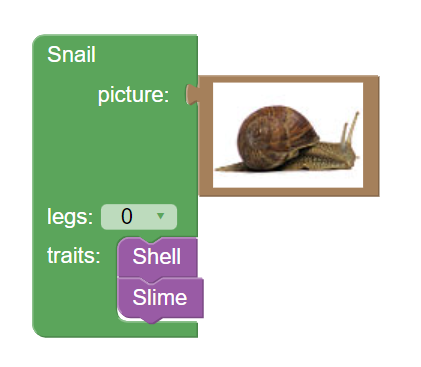 Snail
picture:
legs: 0
traits: Shell
Slime